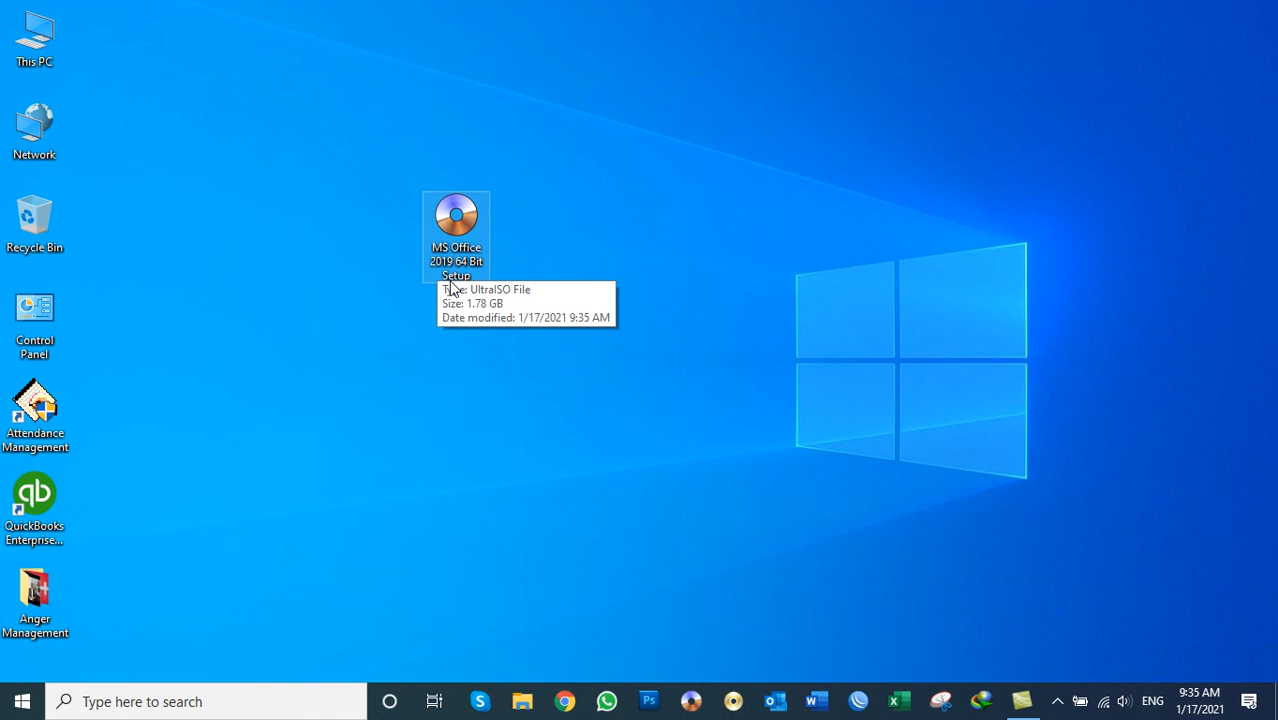 This PC
Network
Recycle Bin
Control
Panel
Attendance
Management
qb
QuickBooks
Enterprise...
Anger
Management
MS Office
2019 64 Bit
Setup
Type: UltraISO File
Size: 1.78 GB
Date modified: 1/17/2021 9:35 AM
Type here to search
S
Ps
ENG
9:35 AM
1/17/2021